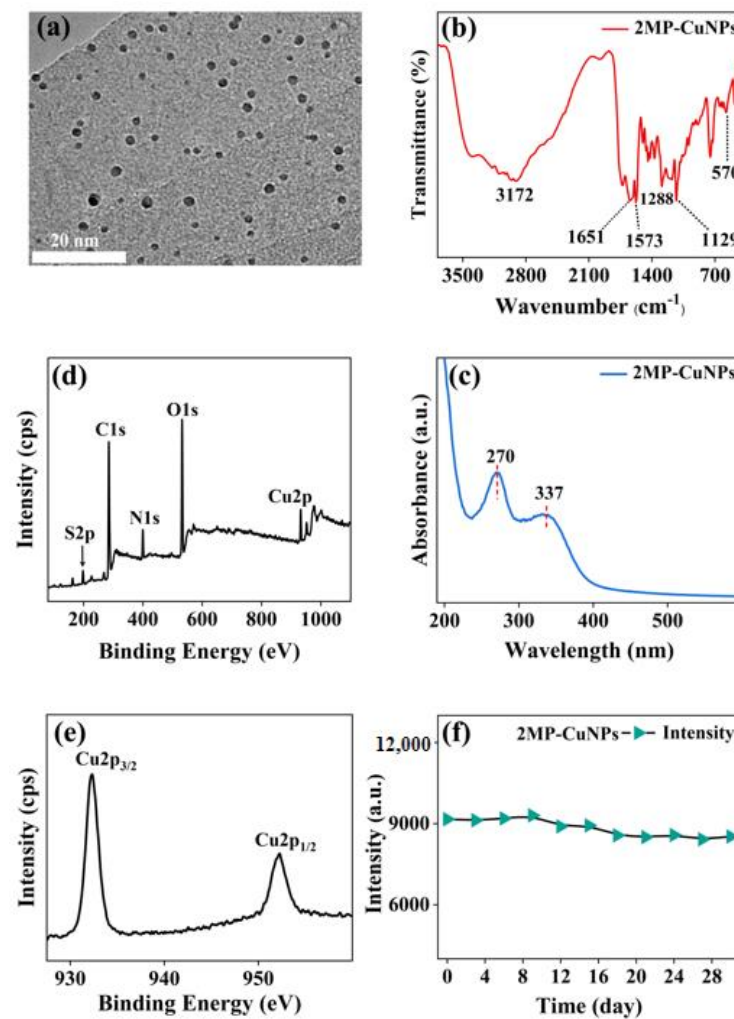 (a)
20 nm
(b)
2MP-CuNPs
Transmittance (%)
3172
1651
1573
1288
1129
570
3500 2800 2100 1400 700
Wavenumber (cm-1)
(d)
Intensity (cps)
S2p
C1s
N1s
O1s
Cu2p
200 400 600 800 1000
Binding Energy (eV)
(c)
2MP-CuNPs
Absorbance (a.u.)
270
337
200 300 400 500
Wavelength (nm)
(e)
Intensity (cps)
Cu2p3/2
Cu2p1/2
930 940 950
Binding Energy (eV)
(f)
2MP-CuNPs Intensity
Intensity (a.u.)
12,000
9000
6000
0 4 8 12 16 20 24 28
Time (day)